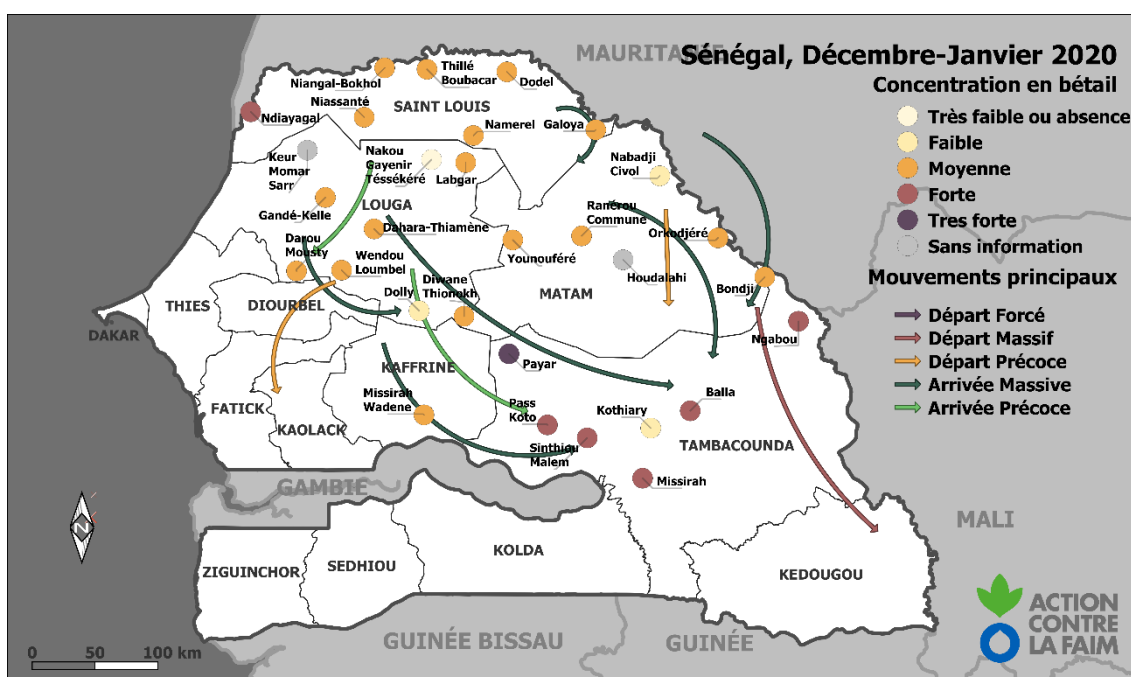 MAURITANIE
Sénégal, Décembre-Janvier 2020
Concentration en bétail
Très faible ou absence
Faible
Moyenne
Forte
Tres forte
Sans information
Mouvements principaux
Départ Forcé
Départ Massif
Départ Précoce
Arrivée Massive
Arrivée Précoce
Niangal-Bokhol
Thillé
Boubacar
Dodel
Niassanté
SAINT LOUIS
Ndiayagal
Namerel
Galoya
Keur
Momar
Sarr
Nakou
Gayenir
Téssékéré
Labgar
Nabadji
Civol
Gandé-Kelle
LOUGA
Ranérou
Commune
Dahara-Thiamène
Orkodjéré
Darou
Mousty
Wendou
Loumbel
Younouféré
Houdalahi
Diwane
Thionokh
Dolly
MATAM
Bondji
THIES
DIOURBEL
DAKAR
Ngabou
KAFFRINE
Payar
Missirah
Wadene
Pass
Koto
Kothiary
Balla
FATICK
KAOLACK
Sinthiou
Malem
TAMBACOUNDA
Missirah
GAMBIE
MALI
N
KOLDA
SEDHIOU
ZIGUINCHOR
KEDOUGOU
GUINÉE BISSAU
GUINÉE
ACTION
CONTRE
LA FAIM
0 50 100 km